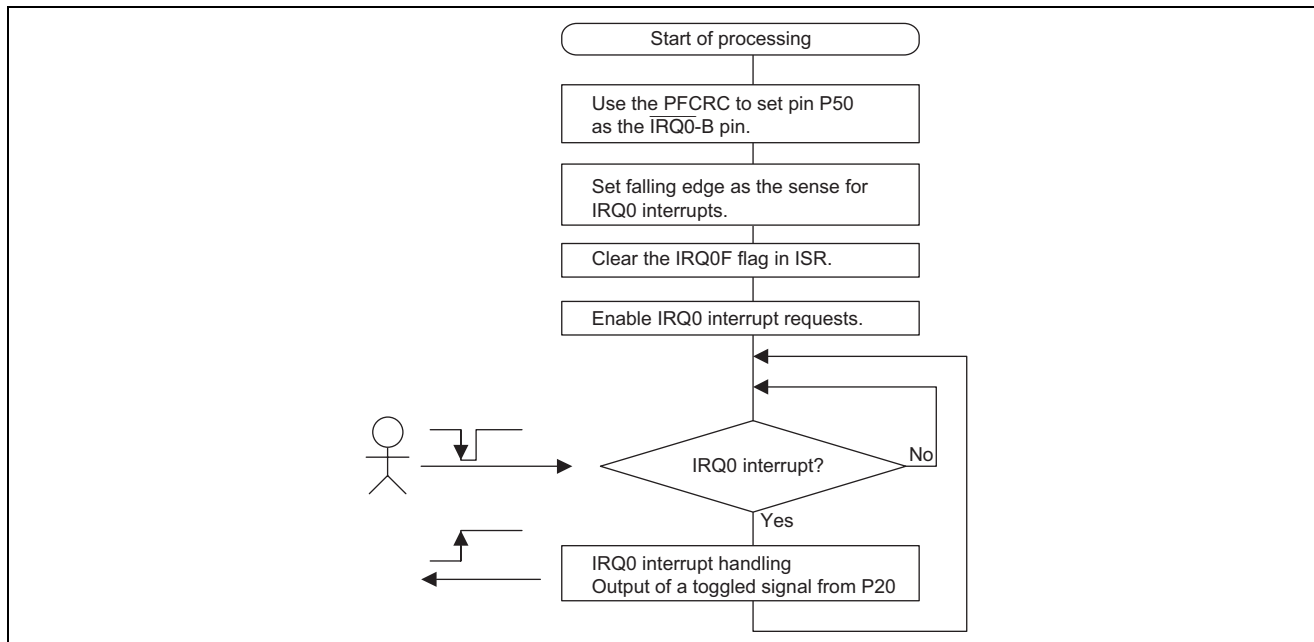 Start of processing
Use the PFCRC to set pin P50
as the I̅R̅Q̅0̅-B pin.
Set falling edge as the sense for
IRQ0 interrupts.
Clear the IRQ0F flag in ISR.
Enable IRQ0 interrupt requests.
IRQ0 interrupt?
No
Yes
IRQ0 interrupt handling
Output of a toggled signal from P20